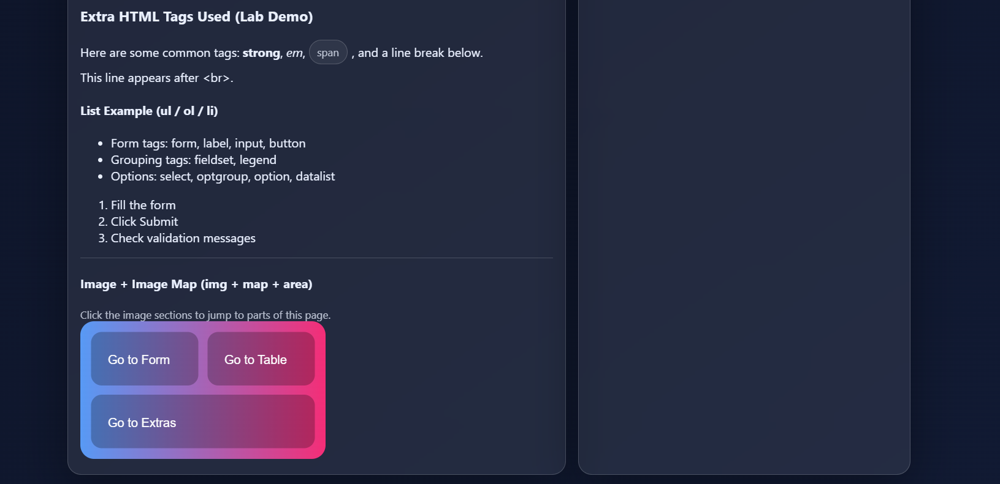 Extra HTML Tags Used (Lab Demo)
Here are some common tags: strong, em, span , and a line break below.
This line appears after <br>.
List Example (ul / ol / li)
• Form tags: form, label, input, button
• Grouping tags: fieldset, legend
• Options: select, optgroup, option, datalist
1. Fill the form
2. Click Submit
3. Check validation messages
Image + Image Map (img + map + area)
Click the image sections to jump to parts of this page.
Go to Form
Go to Table
Go to Extras